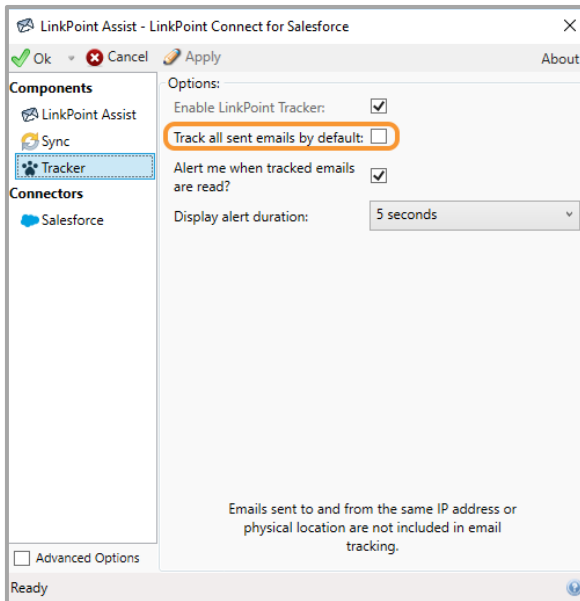 LinkPoint Assist - LinkPoint Connect for Salesforce
Ok Cancel Apply About
Components
LinkPoint Assist
Sync
Tracker
Connectors
Salesforce
Options:
Enable LinkPoint Tracker:
Track all sent emails by default:
Alert me when tracked emails
are read?
Display alert duration: 5 seconds
Emails sent to and from the same IP address or
physical location are not included in email
tracking.
Advanced Options
Ready